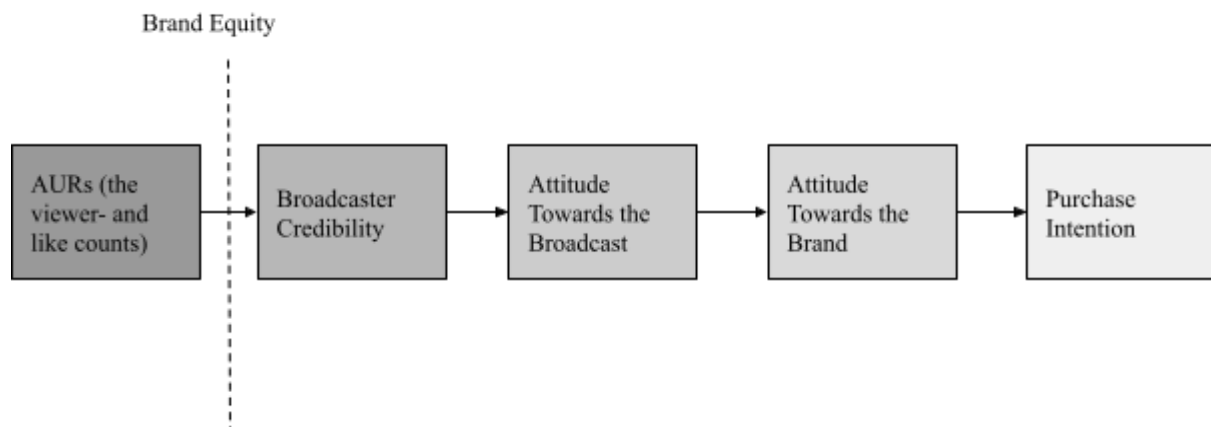 Brand Equity
AURs (the
viewer- and
like counts)
Broadcaster
Credibility
Attitude
Towards the
Broadcast
Attitude
Towards the
Brand
Purchase
Intention